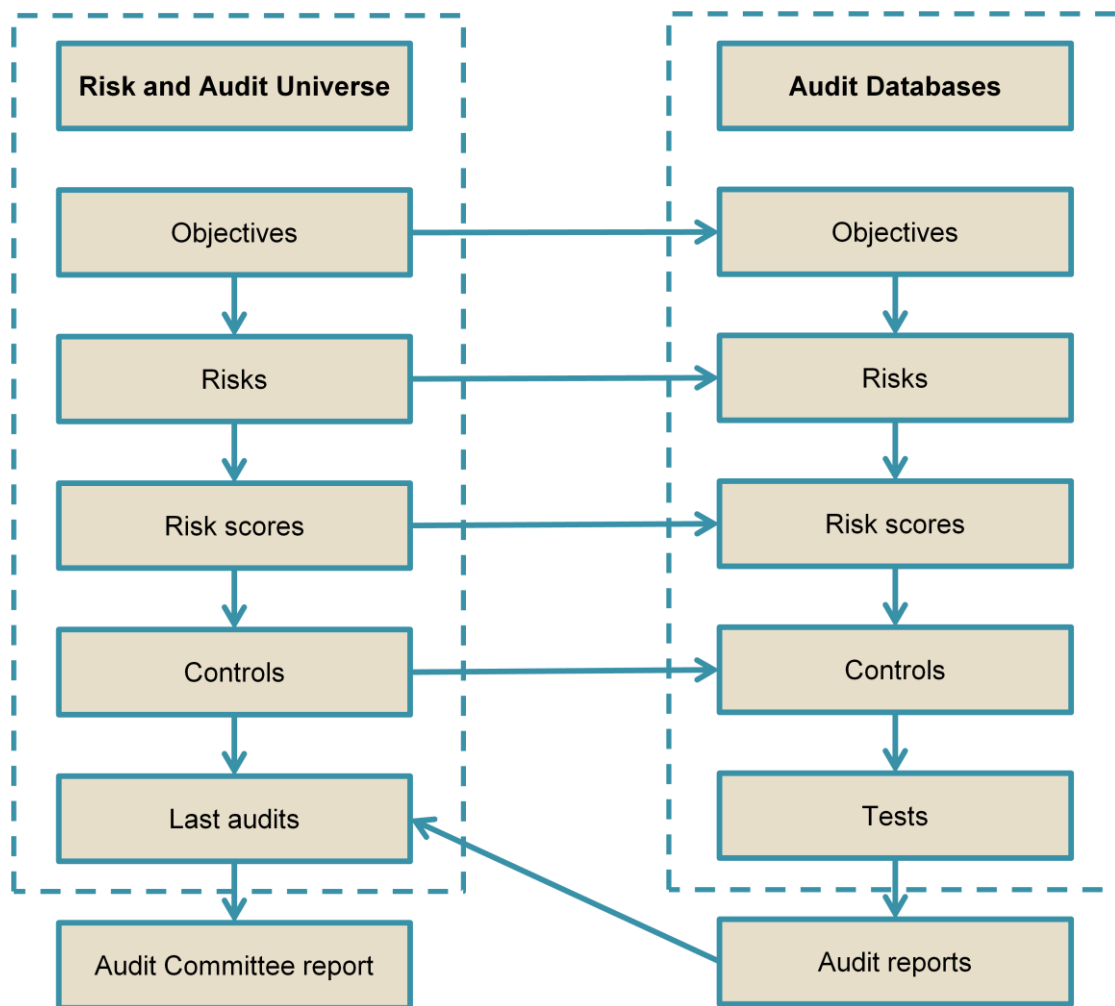 Risk and Audit Universe
Objectives
Risks
Risk scores
Controls
Last audits
Audit Committee report
Audit Databases
Objectives
Risks
Risk scores
Controls
Tests
Audit reports